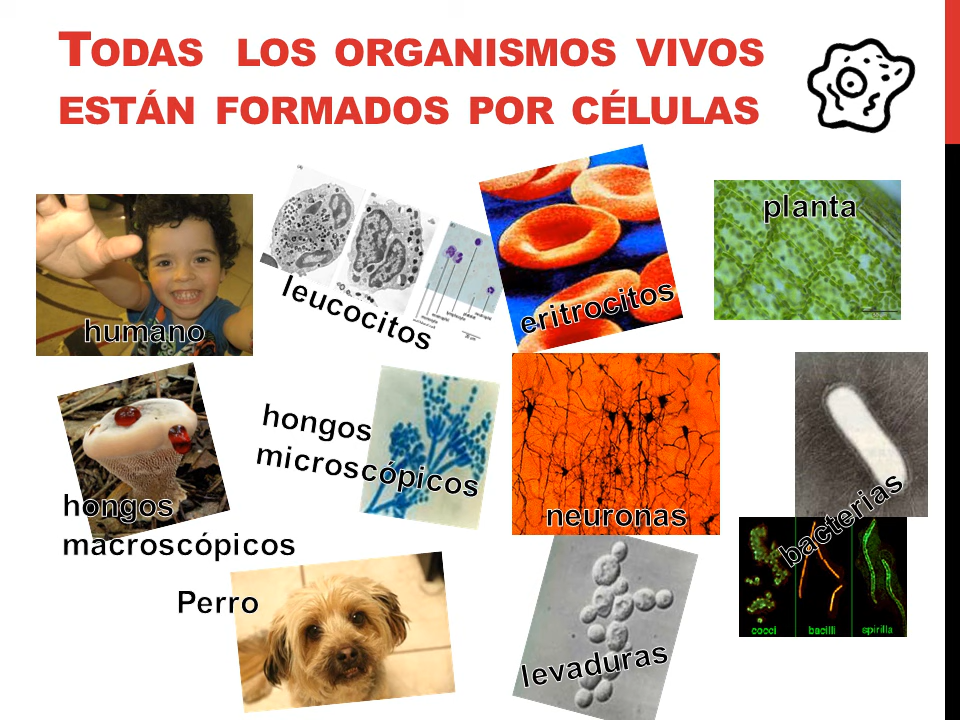 TODAS LOS ORGANISMOS VIVOS
ESTÁN FORMADOS POR CÉLULAS
humano
leucocitos
eritrocitos
planta
hongos
macroscópicos
hongos
microscópicos
neuronas
bacterias
cocci bacilli spirilla
Perro
levaduras